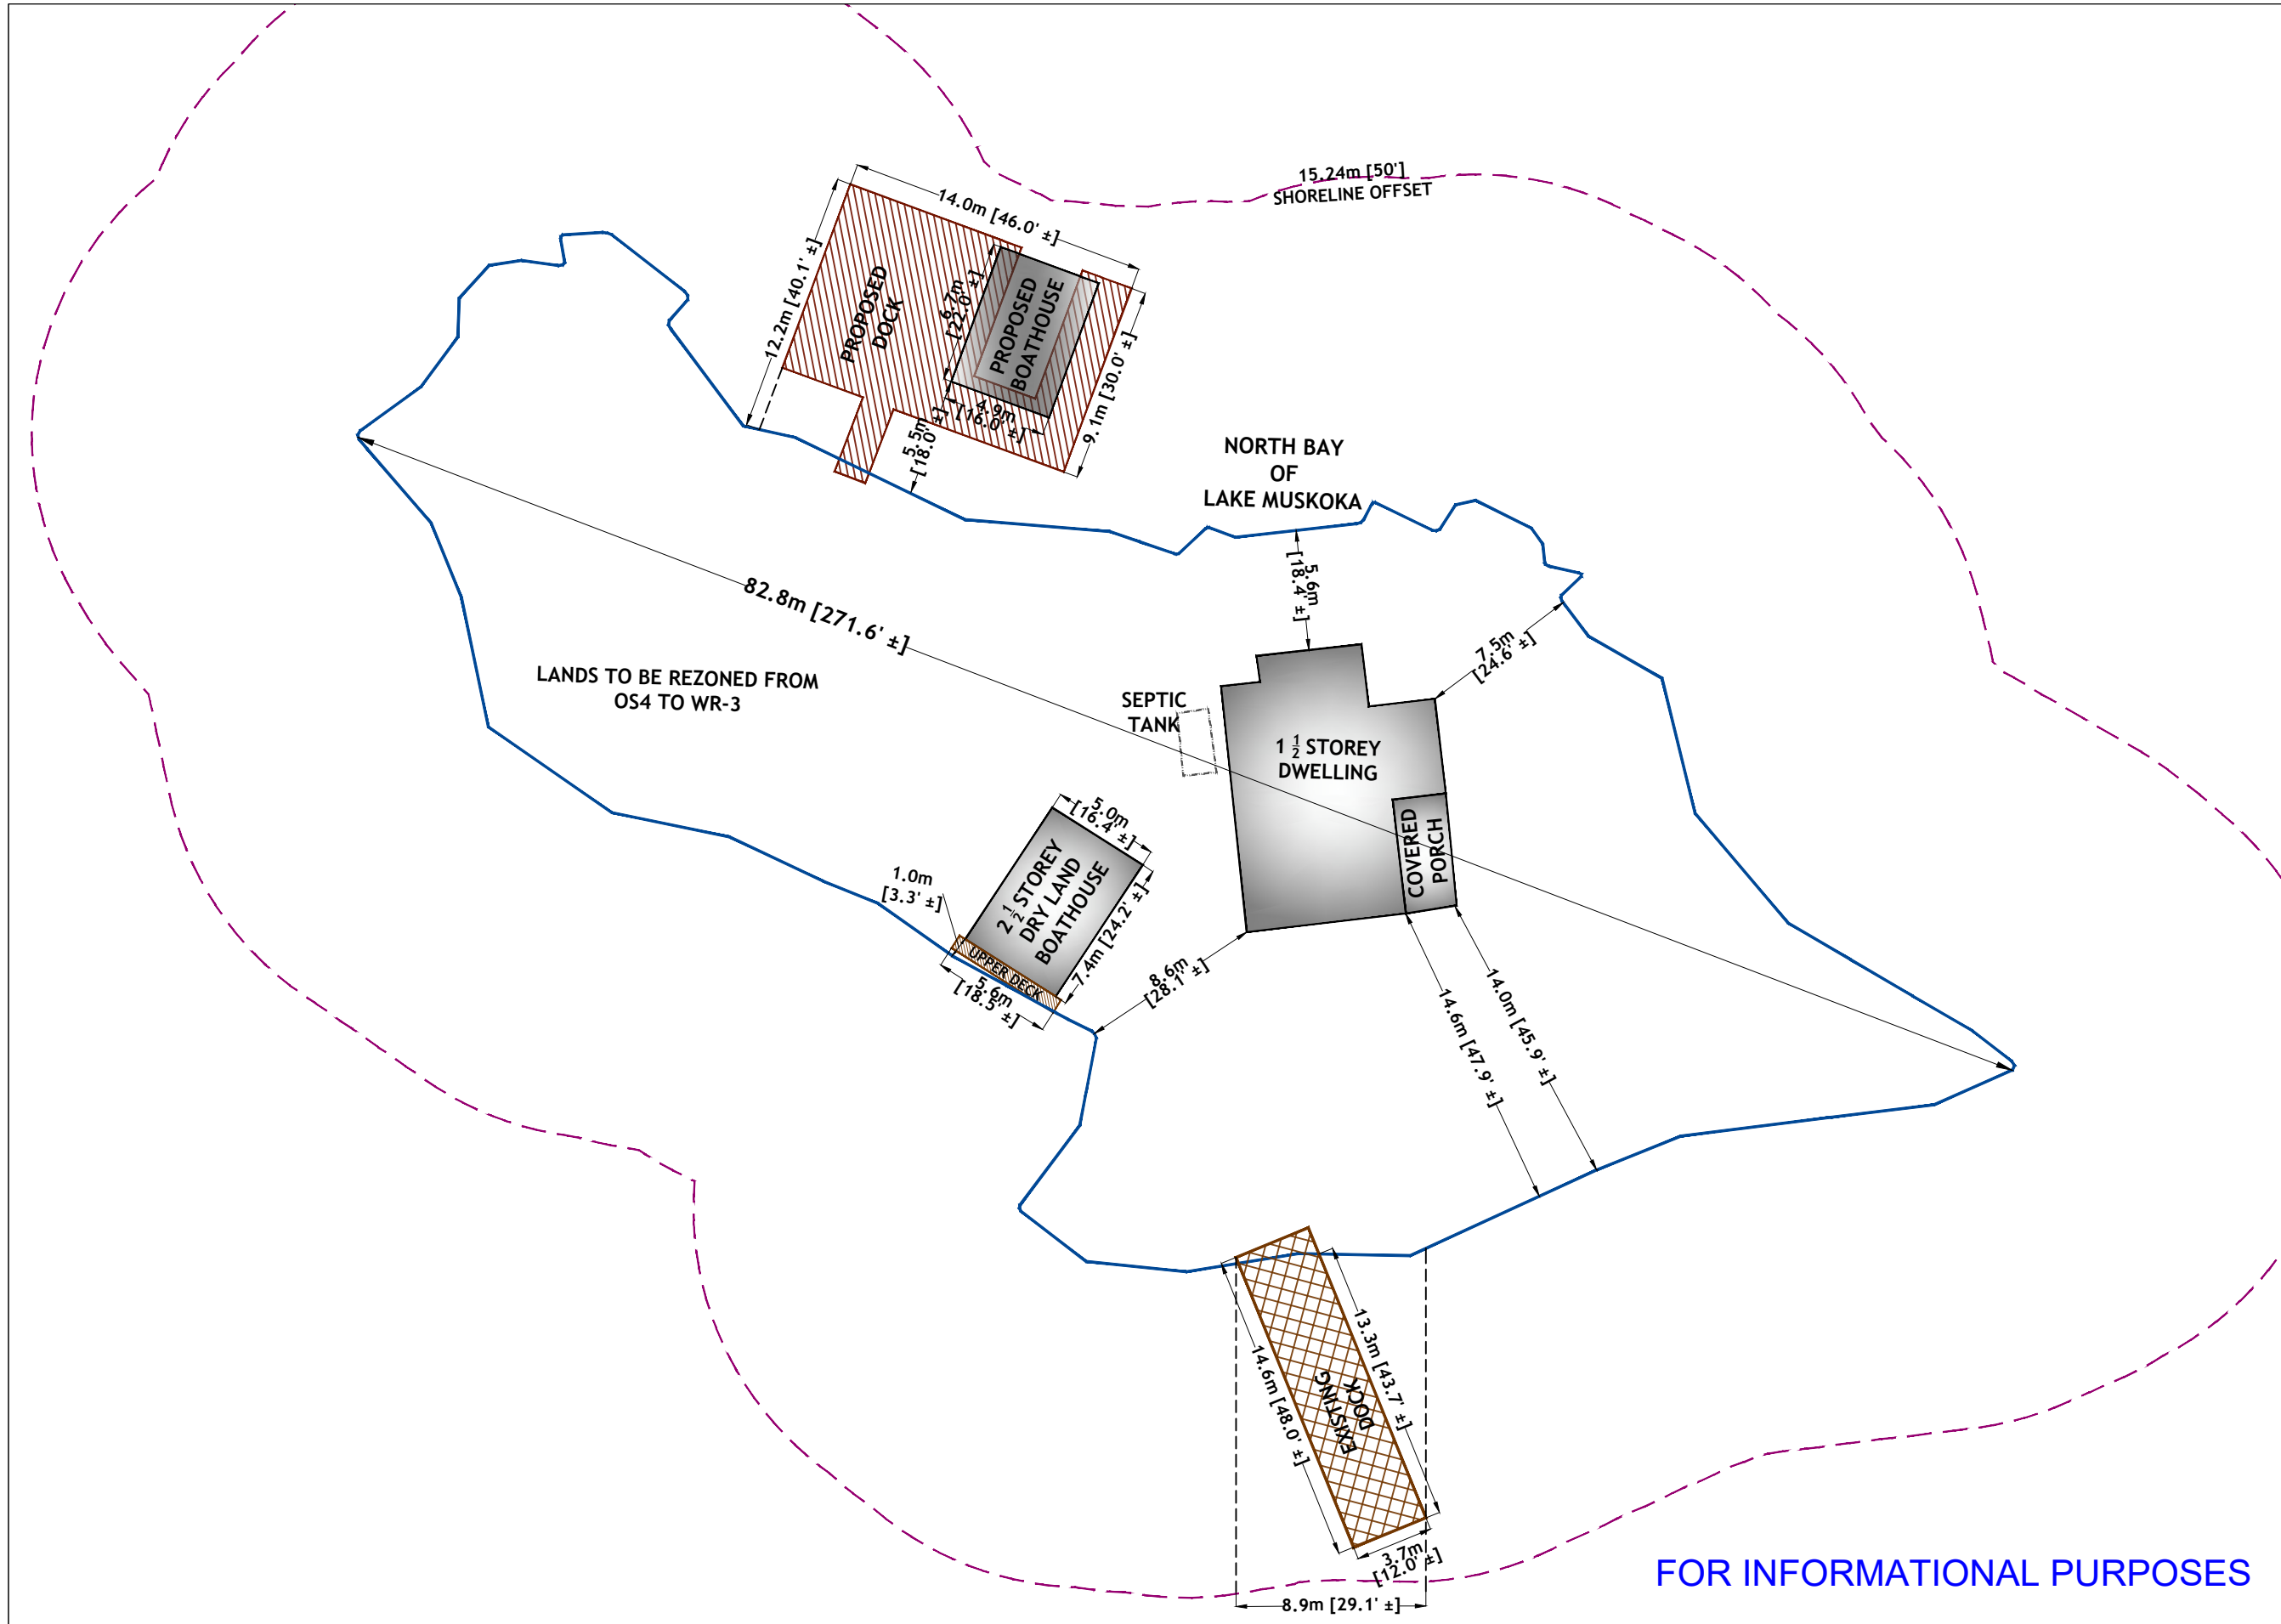 15.24m [50']
SHORELINE OFFSET
14.0m [46.0' ±]
12.2m [40.1' ±]
PROPOSED
DOCK
6.7m
[22.0' ±]
PROPOSED
BOATHOUSE
4.9m
[16.0' ±]
9.1m [30.0' ±]
5.5m
[18.0' ±]
NORTH BAY
OF
LAKE MUSKOKA
5.6m
[18.4' ±]
7.5m
[24.6' ±]
82.8m [271.6' ±]
LANDS TO BE REZONED FROM
OS4 TO WR-3
SEPTIC
TANK
1 1/2 STOREY
DWELLING
COVERED
PORCH
5.0m
[16.4' ±]
2 1/2 STOREY
DRY LAND
BOATHOUSE
7.4m [24.2' ±]
1.0m
[3.3' ±]
UPPER DECK
5.6m
[18.5' ±]
8.6m
[28.1' ±]
14.6m [47.9' ±]
14.0m [45.9' ±]
13.3m [43.7' ±]
14.6m [48.0' ±]
EXISTING
DOCK
3.7m
[12.0' ±]
8.9m [29.1' ±]
FOR INFORMATIONAL PURPOSES